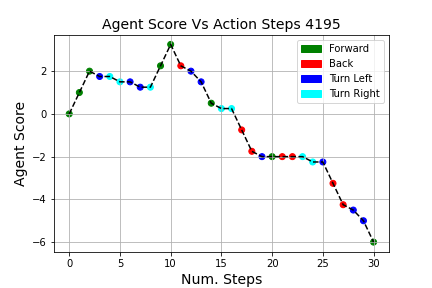 Agent Score Vs Action Steps 4195
Forward
Back
Turn Left
Turn Right
Agent Score
2
0
−2
−4
−6
0 5 10 15 20 25 30
Num. Steps